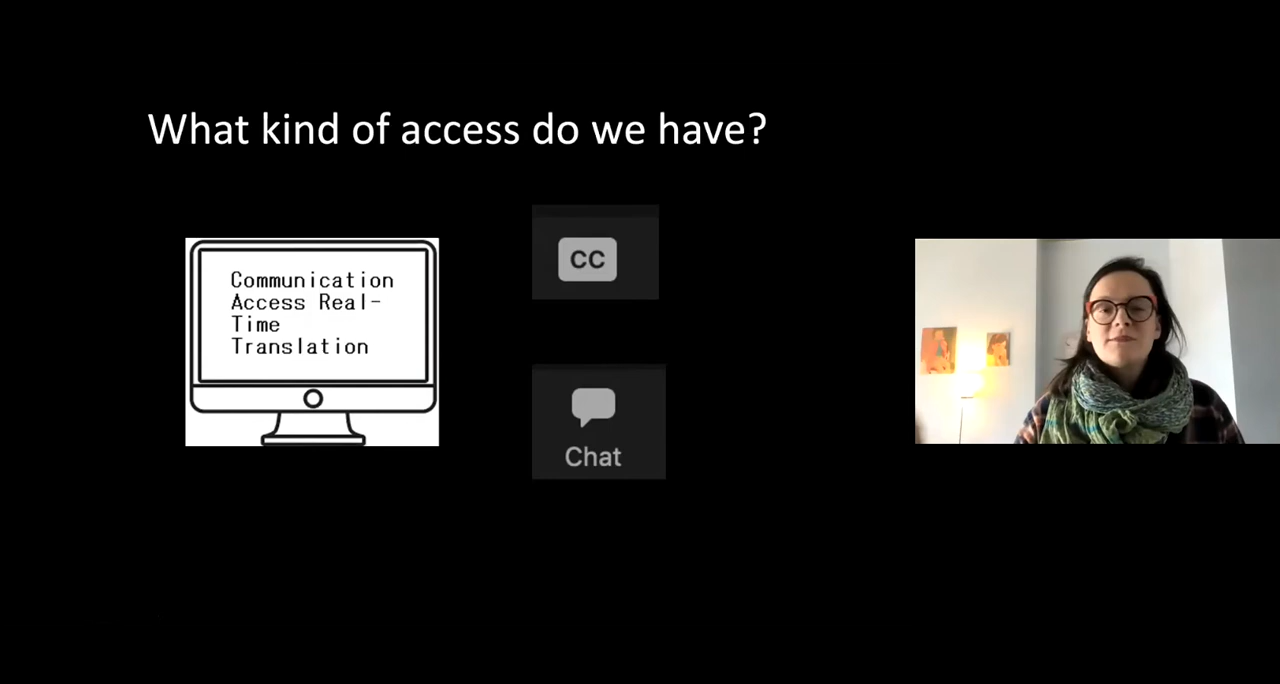 What kind of access do we have?
Communication
Access Real-
Time
Translation
CC
Chat